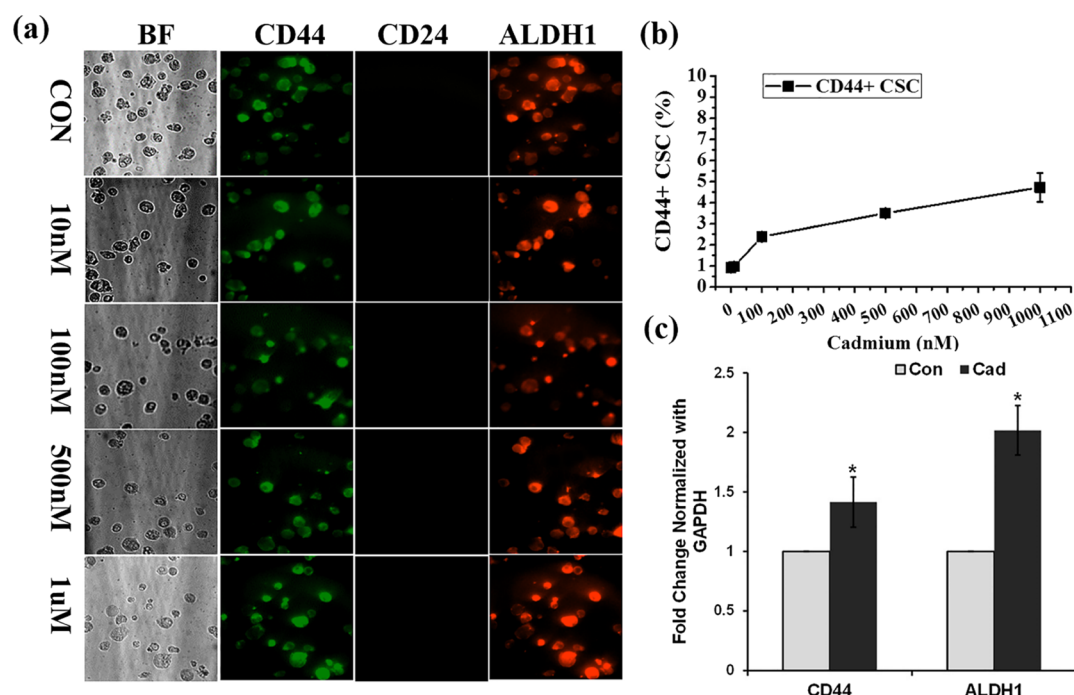 (a)
BF CD44 CD24 ALDH1
CON
10nM
100nM
500nM
1uM
(b)
CD44+ CSC
CD44+ CSC (%)
10
9
8
7
6
5
4
3
2
1
0
0 100 200 300 400 500 600 700 800 900 1000 1100
Cadmium (nM)
(c)
Con Cad
Fold Change Normalized with
GAPDH
2.5
2
1.5
1
0.5
0
* *
CD44 ALDH1